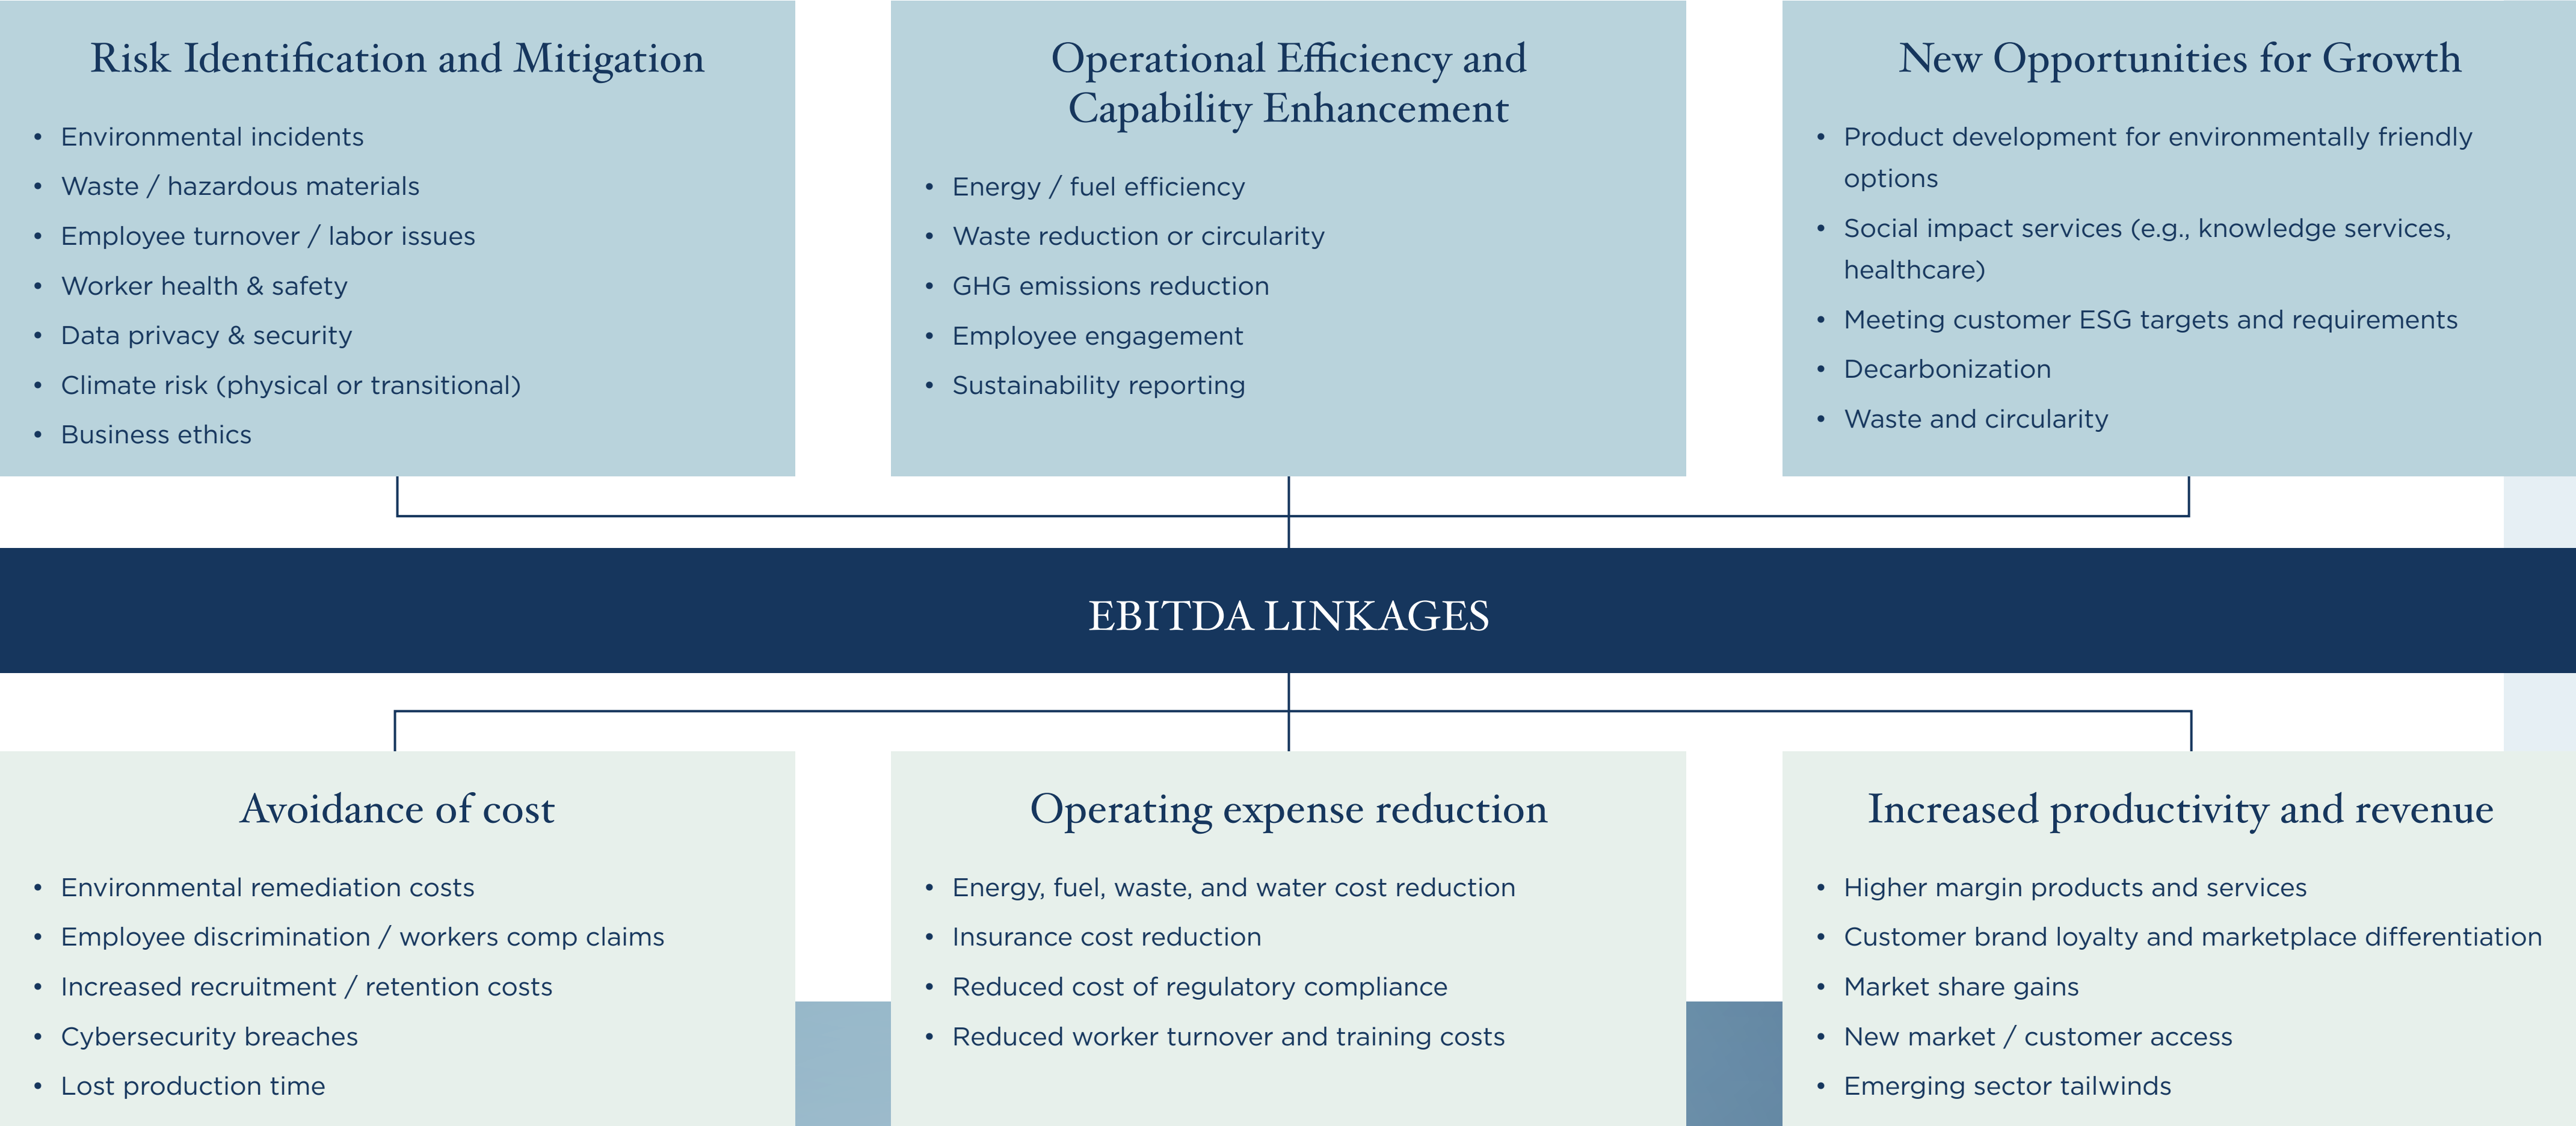 Risk Identification and Mitigation
• Environmental incidents
• Waste / hazardous materials
• Employee turnover / labor issues
• Worker health & safety
• Data privacy & security
• Climate risk (physical or transitional)
• Business ethics
Operational Efficiency and
Capability Enhancement
• Energy / fuel efficiency
• Waste reduction or circularity
• GHG emissions reduction
• Employee engagement
• Sustainability reporting
New Opportunities for Growth
• Product development for environmentally friendly
options
• Social impact services (e.g., knowledge services,
healthcare)
• Meeting customer ESG targets and requirements
• Decarbonization
• Waste and circularity
EBITDA LINKAGES
Avoidance of cost
• Environmental remediation costs
• Employee discrimination / workers comp claims
• Increased recruitment / retention costs
• Cybersecurity breaches
• Lost production time
Operating expense reduction
• Energy, fuel, waste, and water cost reduction
• Insurance cost reduction
• Reduced cost of regulatory compliance
• Reduced worker turnover and training costs
Increased productivity and revenue
• Higher margin products and services
• Customer brand loyalty and marketplace differentiation
• Market share gains
• New market / customer access
• Emerging sector tailwinds